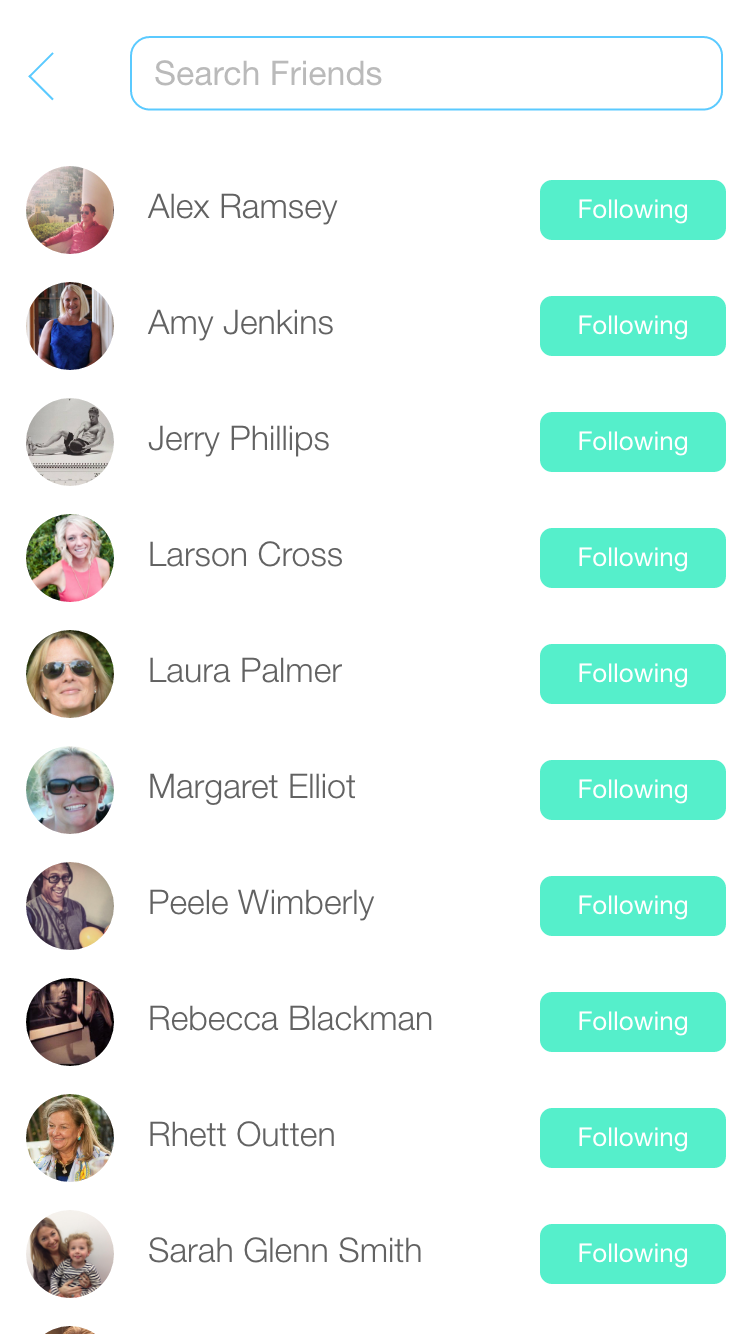 Search Friends
Alex Ramsey Following
Amy Jenkins Following
Jerry Phillips Following
Larson Cross Following
Laura Palmer Following
Margaret Elliot Following
Peele Wimberly Following
Rebecca Blackman Following
Rhett Outten Following
Sarah Glenn Smith Following